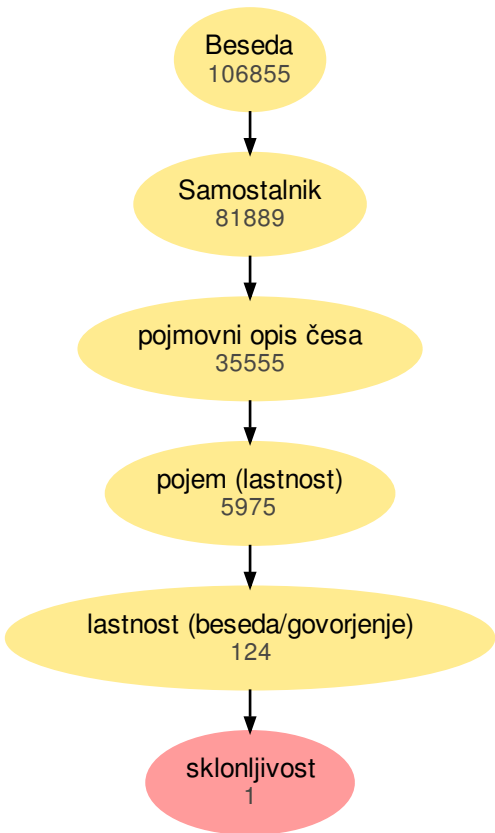 Beseda
106855
Samostalnik
81889
pojmovni opis česa
35555
pojem (lastnost)
5975
lastnost (beseda/govorjenje)
124
sklonljivost
1